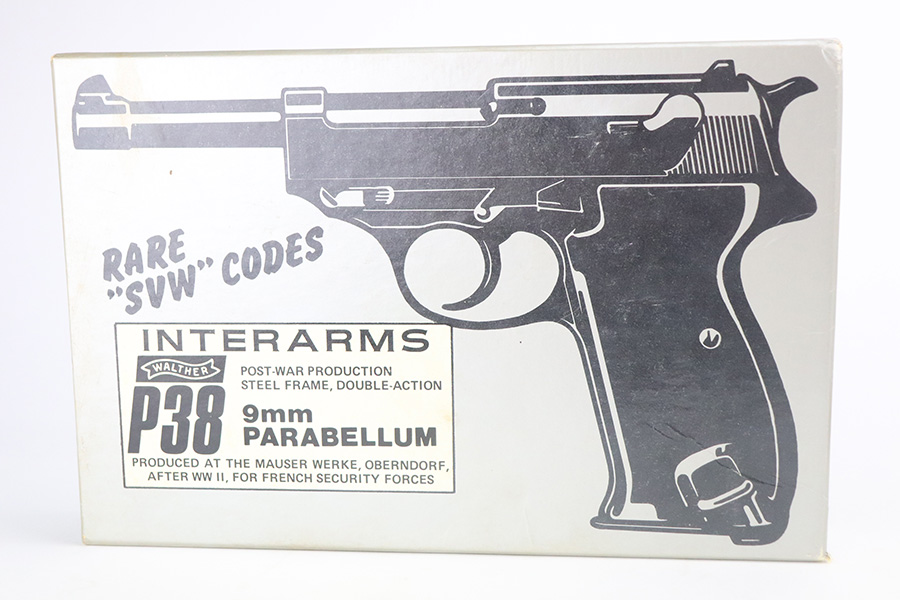 RARE
"SVW" CODES
INTERARMS
WALTHER
P38
POST-WAR PRODUCTION
STEEL FRAME, DOUBLE-ACTION
9mm
PARABELLUM
PRODUCED AT THE MAUSER WERKE, OBERNDORF,
AFTER WW II, FOR FRENCH SECURITY FORCES